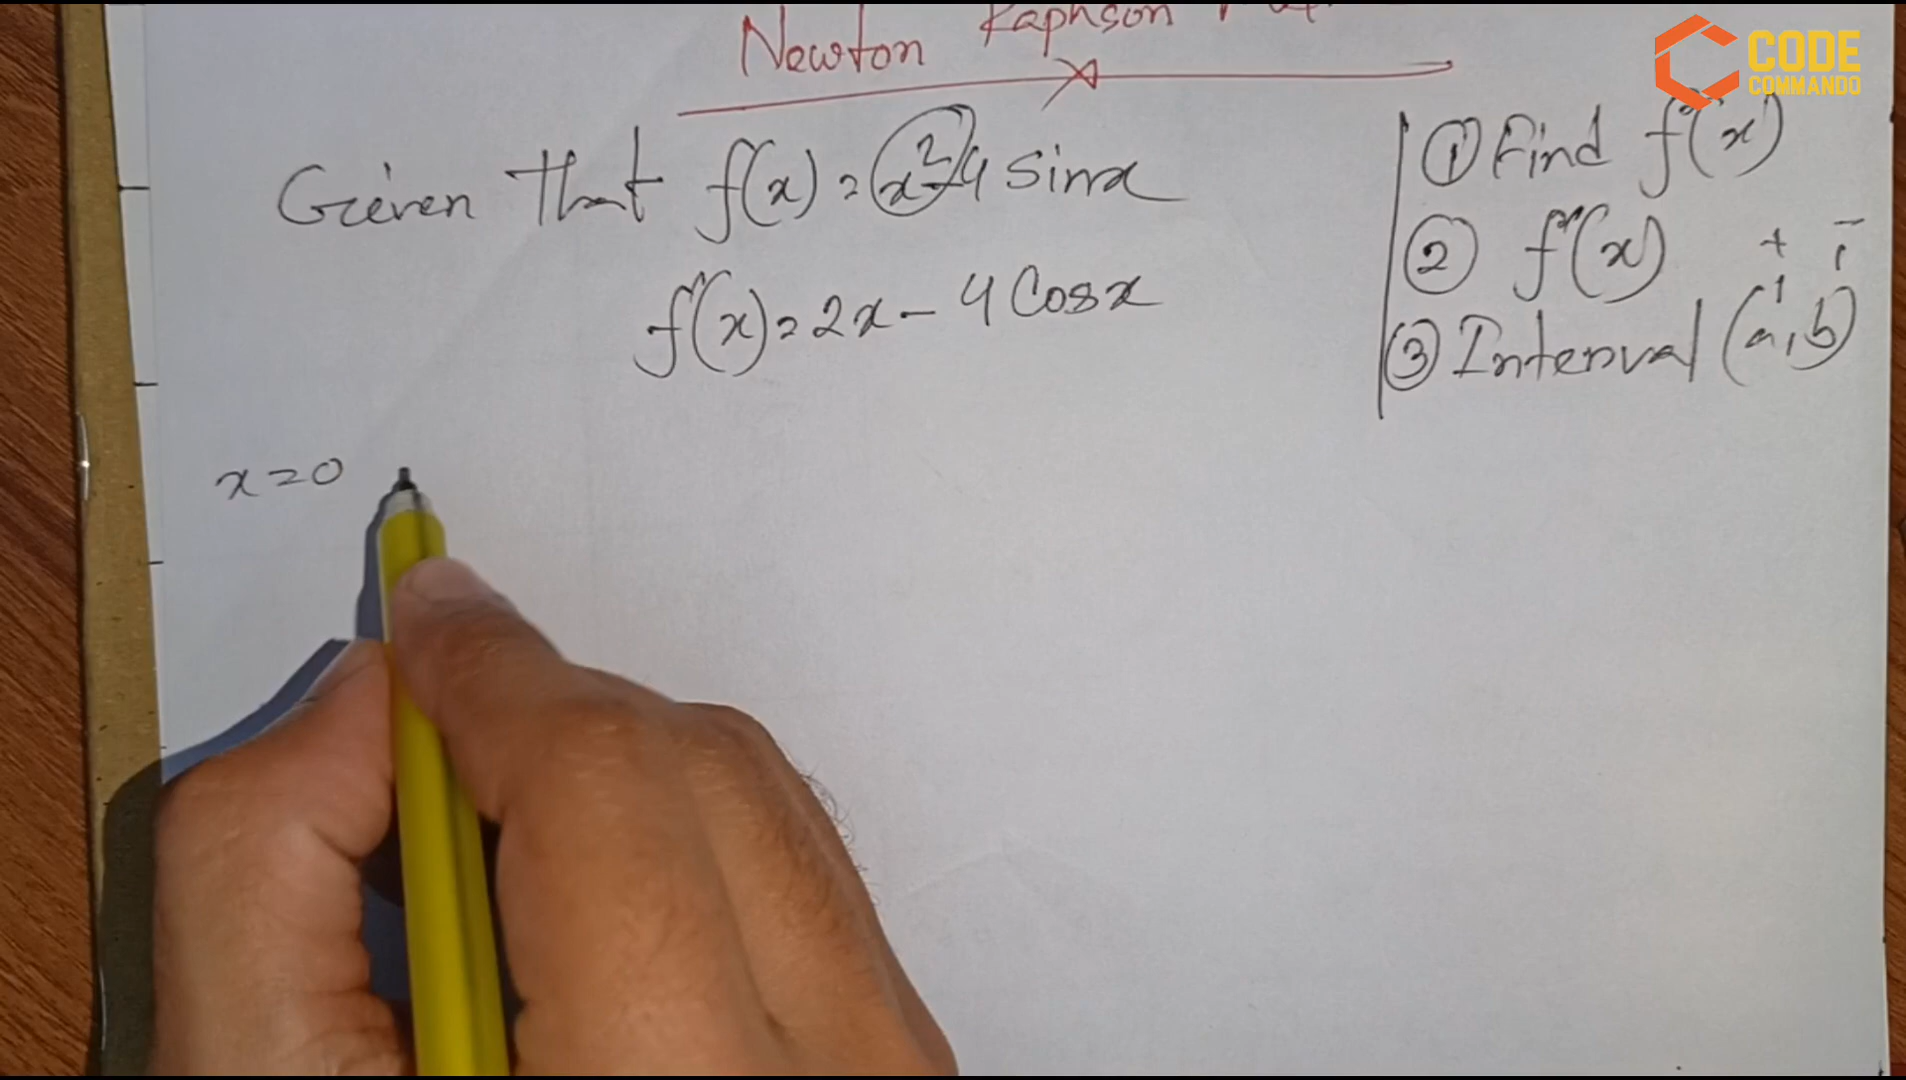 Newton Raphson
CODE
COMMANDO
Given that f(x) = x² - 4 sinx
f'(x) = 2x - 4 Cosx
① Find f'(x)
② f'(x) + -
③ Interval (a, b)
x = 0